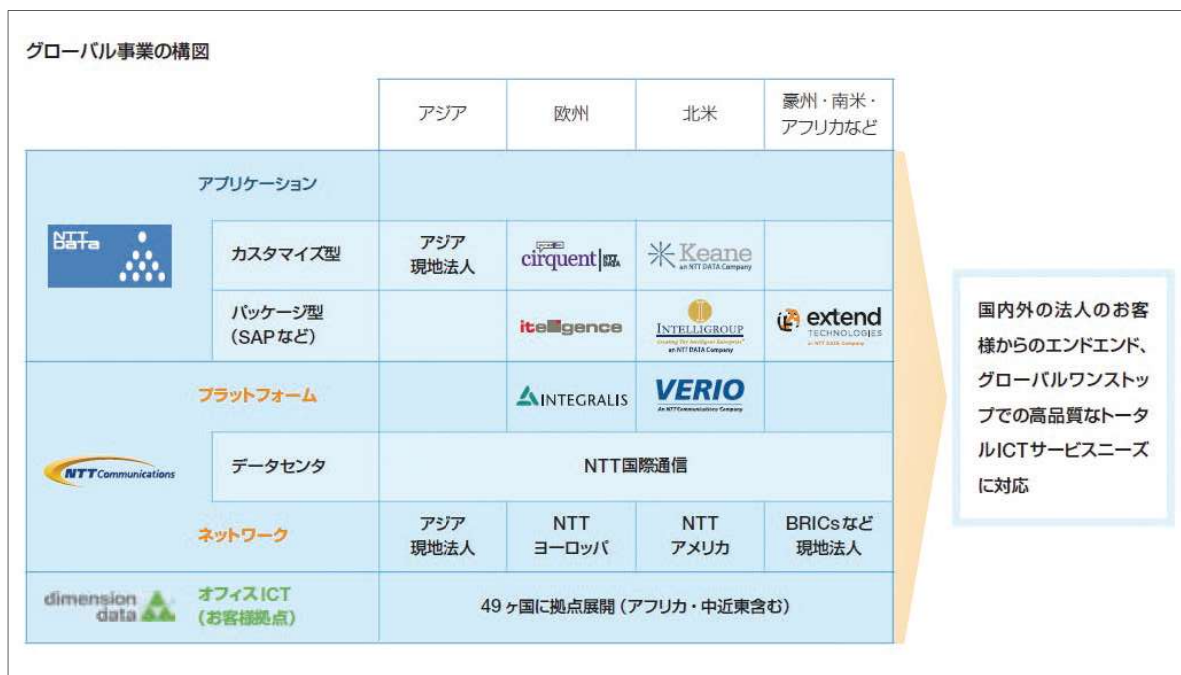 グローバル事業の構図
アジア
欧州
北米
豪州・南米・
アフリカなど
NTT
DATA
アプリケーション
カスタマイズ型
アジア
現地法人
cirquent
Keane
an NTT DATA Company
パッケージ型
(SAPなど)
itelligence
INTELLIGROUP
an NTT DATA Company
extend
TECHNOLOGIES
an NTT DATA Company
プラットフォーム
INTEGRALIS
VERIO
An NTT Communications Company
NTT Communications
データセンタ
NTT国際通信
ネットワーク
アジア
現地法人
NTT
ヨーロッパ
NTT
アメリカ
BRICsなど
現地法人
dimension
data
オフィスICT
(お客様拠点)
49ヶ国に拠点展開(アフリカ・中近東含む)
国内外の法人のお客
様からのエンドエンド、
グローバルワンストッ
プでの高品質なトータ
ルICTサービスニーズ
に対応